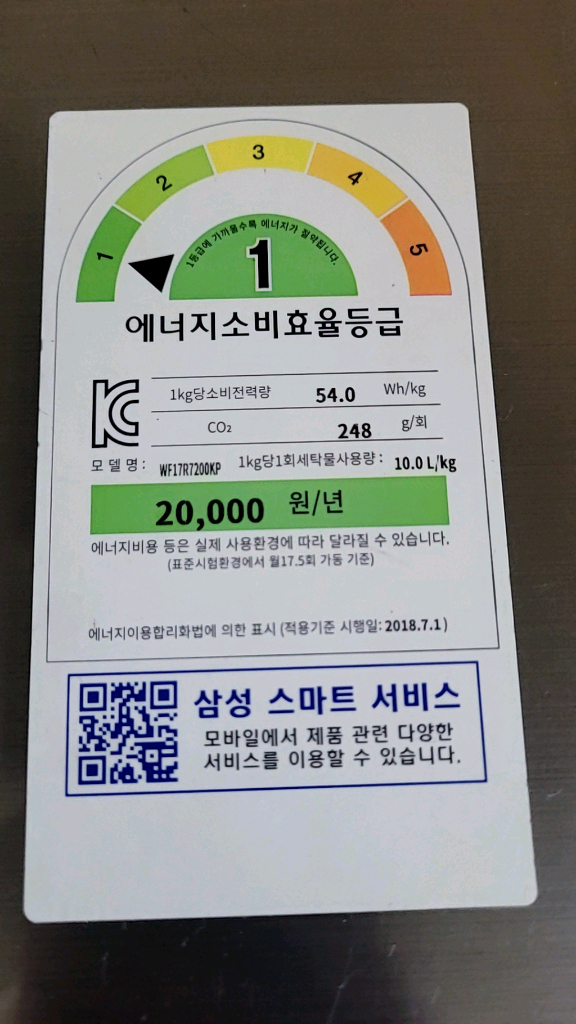 1
2
3
4
5
1등급에 가까울수록 에너지가 절약됩니다.
1
에너지소비효율등급
1kg당소비전력량 54.0 Wh/kg
CO₂ 248 g/회
모델명: WF17R7200KP 1kg당1회세탁물사용량: 10.0 L/kg
20,000 원/년
에너지비용 등은 실제 사용환경에 따라 달라질 수 있습니다.
(표준시험환경에서 월17.5회 가동 기준)
에너지이용합리화법에 의한 표시 (적용기준 시행일: 2018.7.1)
삼성 스마트 서비스
모바일에서 제품 관련 다양한
서비스를 이용할 수 있습니다.